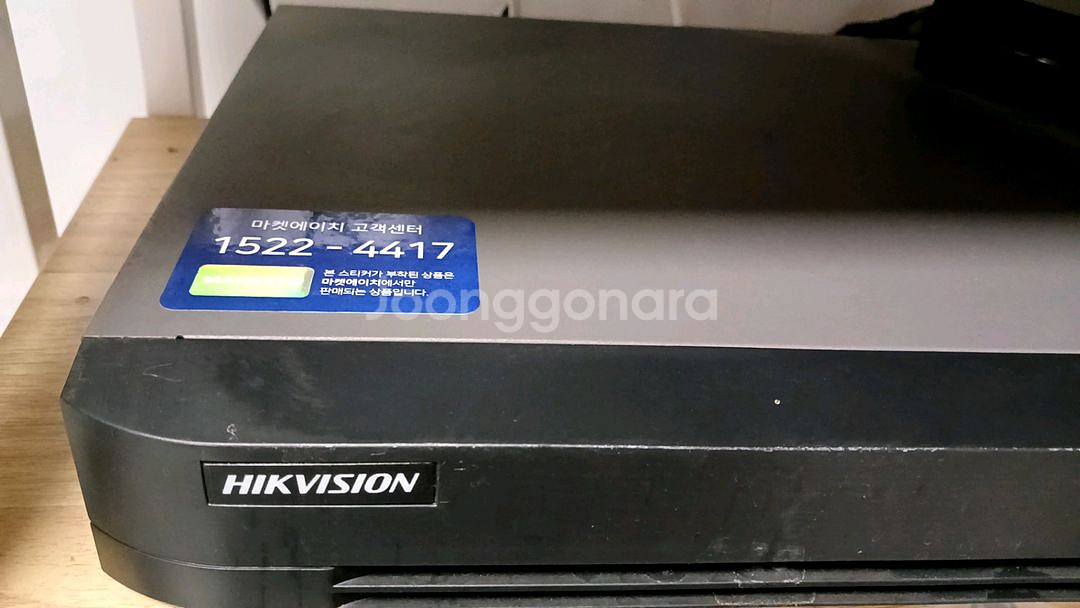 마켓에이치 고객센터
1522 - 4417
본 스티커가 부착된 상품은
마켓에이치에서만
판매되는 상품입니다.
Joonggonara
HIKVISION